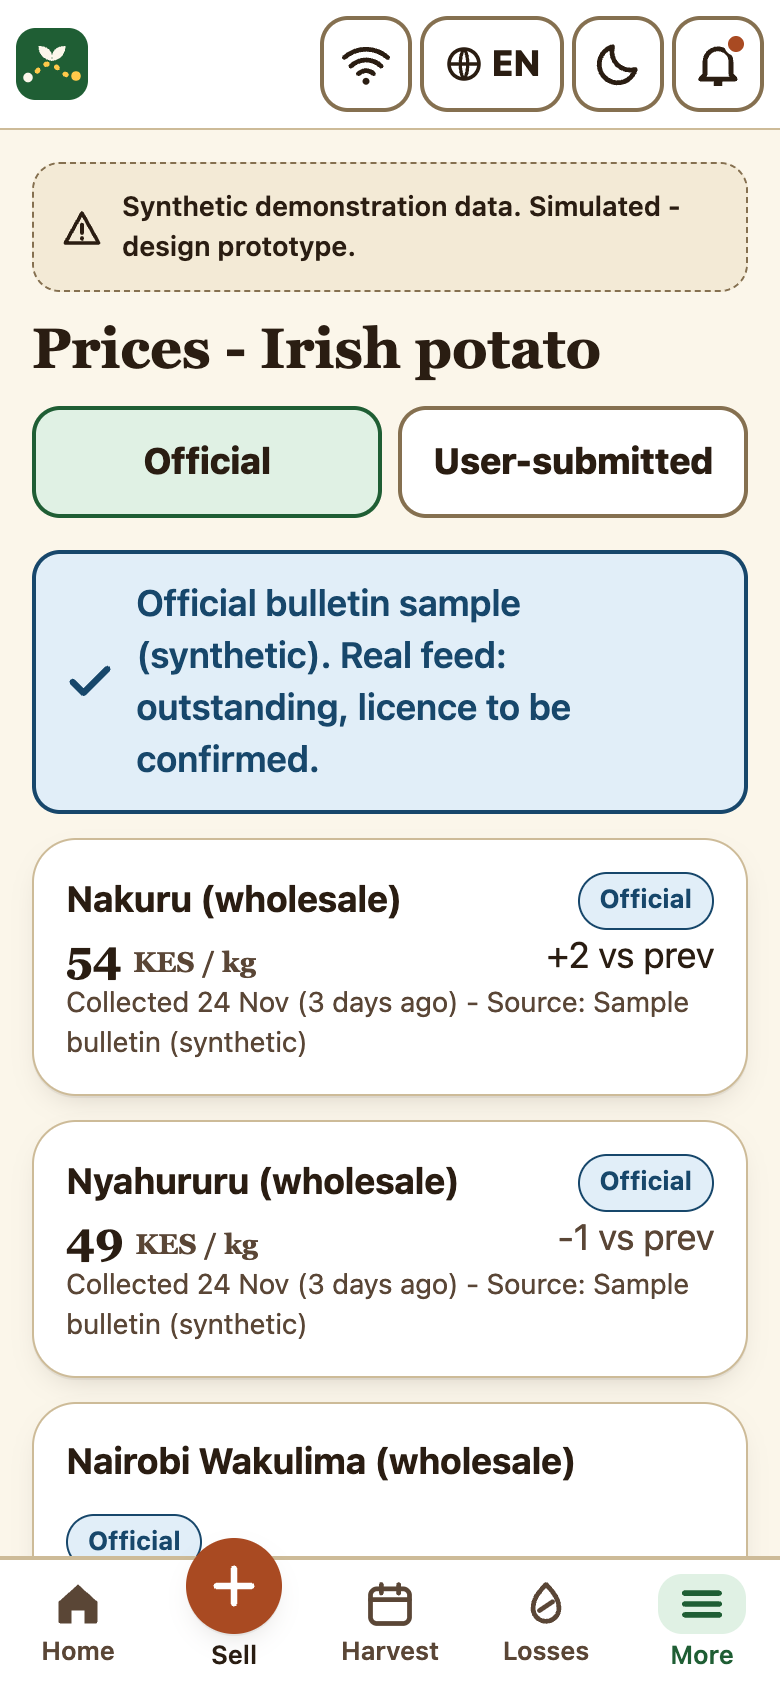 EN
Synthetic demonstration data. Simulated -
design prototype.
Prices - Irish potato
Official
User-submitted
Official bulletin sample
(synthetic). Real feed:
outstanding, licence to be
confirmed.
Nakuru (wholesale)
Official
54 KES / kg
+2 vs prev
Collected 24 Nov (3 days ago) - Source: Sample
bulletin (synthetic)
Nyahururu (wholesale)
Official
49 KES / kg
-1 vs prev
Collected 24 Nov (3 days ago) - Source: Sample
bulletin (synthetic)
Nairobi Wakulima (wholesale)
Official
Home
Sell
Harvest
Losses
More